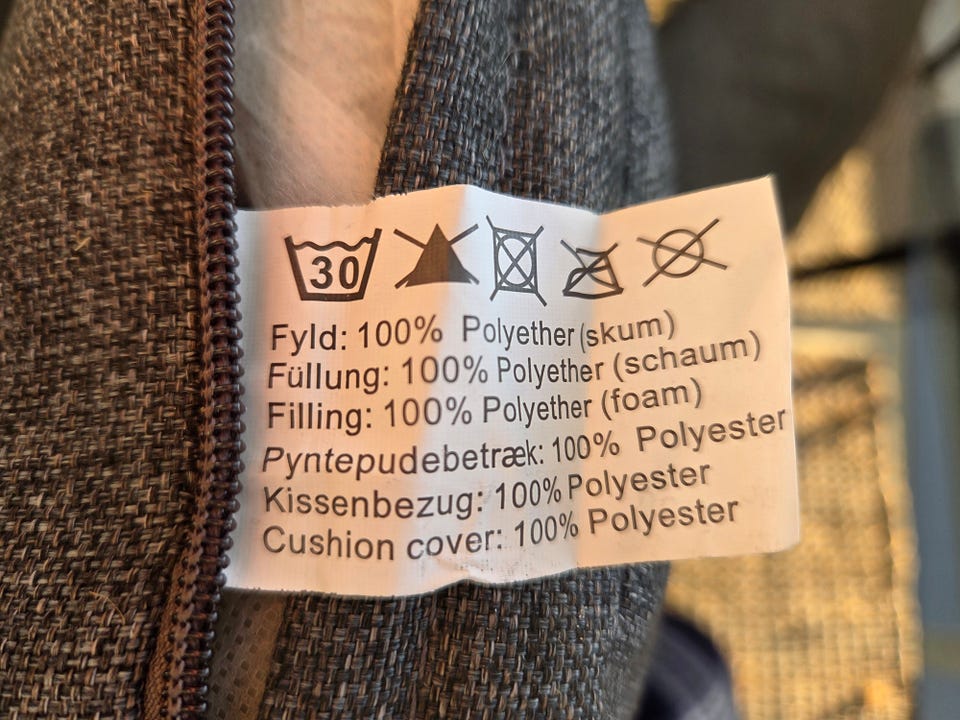 30
Fyld: 100% Polyether (skum)
Füllung: 100% Polyether (schaum)
Filling: 100% Polyether (foam)
Pyntepudebetræk: 100% Polyester
Kissenbezug: 100% Polyester
Cushion cover: 100% Polyester